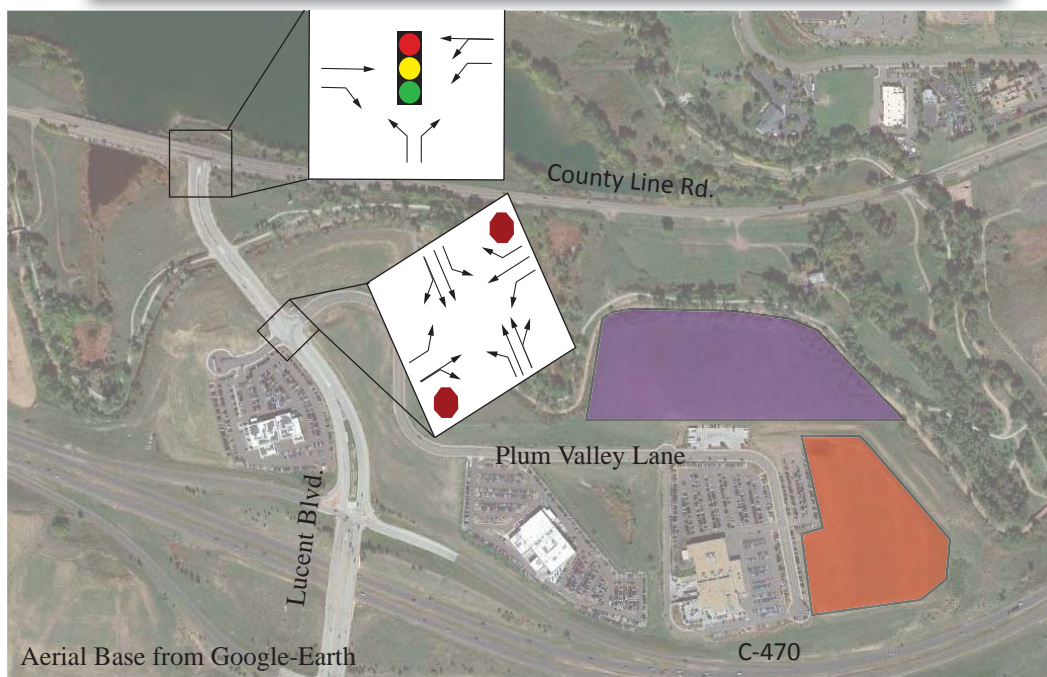 County Line Rd.
Plum Valley Lane
Lucent Blvd.
C-470
Aerial Base from Google-Earth